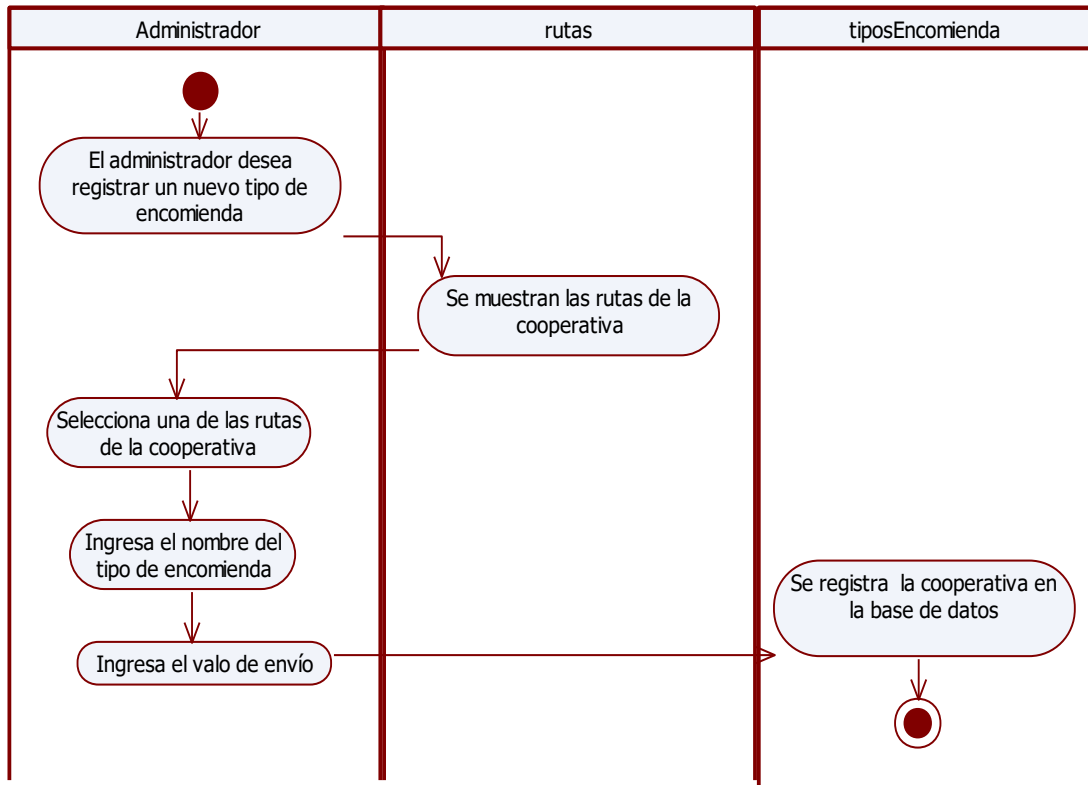 Administrador
rutas
tiposEncomienda
El administrador desea
registrar un nuevo tipo de
encomienda
Se muestran las rutas de la
cooperativa
Selecciona una de las rutas
de la cooperativa
Ingresa el nombre del
tipo de encomienda
Ingresa el valo de envío
Se registra la cooperativa en
la base de datos